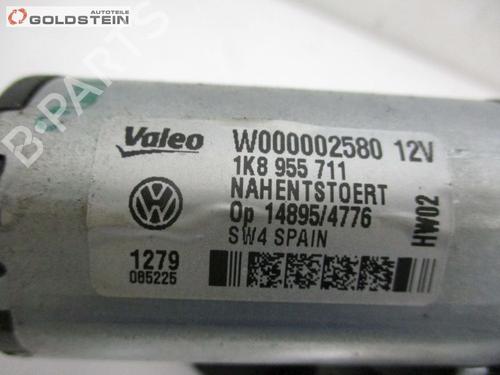 AUTOTEILE
GOLDSTEIN
B-PARTS
Valeo W000002580 12V
1K8 955 711
NAHENTSTOERT
Op 14895/4776
SW4 SPAIN
HW02
1279
085225